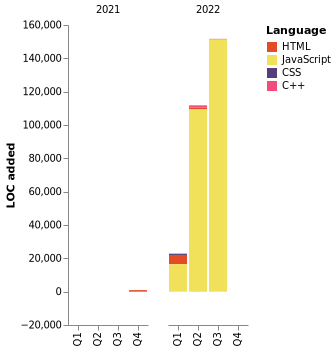 2021 2022
Language
HTML
JavaScript
CSS
C++
LOC added
160,000
140,000
120,000
100,000
80,000
60,000
40,000
20,000
0
−20,000
Q1 Q2 Q3 Q4 Q1 Q2 Q3 Q4